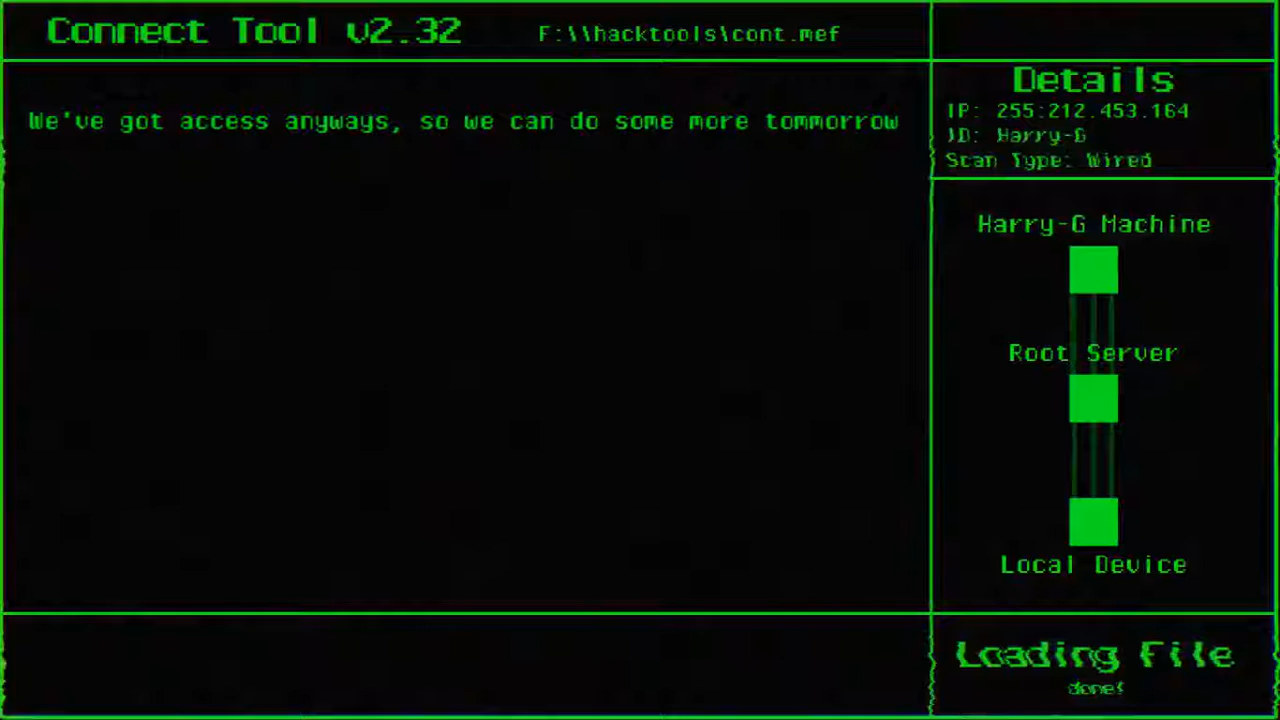 Connect Tool v2.32
F:\\hacktools\cont.mef
Details
IP: 255:212.453.164
ID: Harry-G
Scan Type: Wired
We've got access anyways, so we can do some more tommorrow
Harry-G Machine
Root Server
Local Device
Loading File
done!